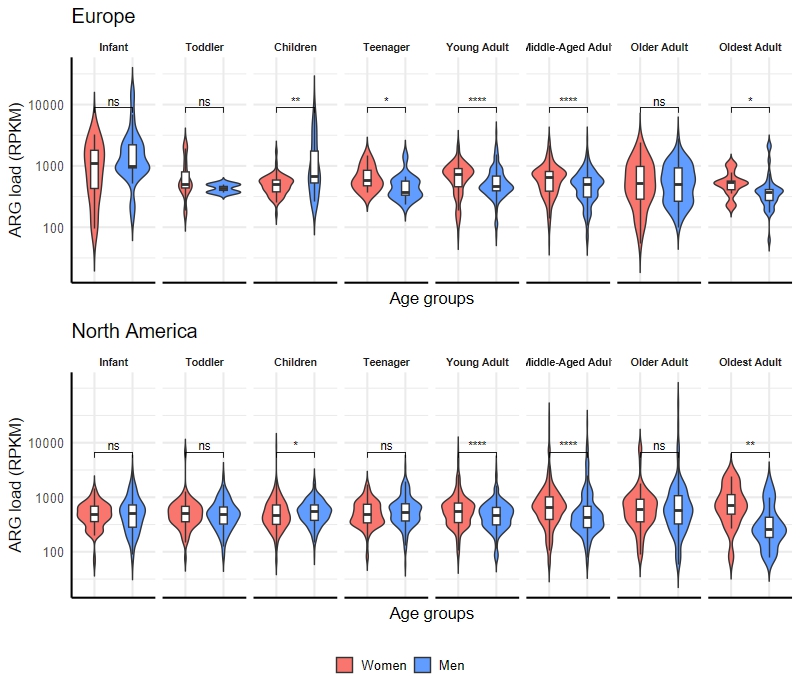 Europe
Infant Toddler Children Teenager Young Adult Middle-Aged Adult Older Adult Oldest Adult
ARG load (RPKM)
10000
1000
100
ns ns ** * **** **** ns *
Age groups
North America
Infant Toddler Children Teenager Young Adult Middle-Aged Adult Older Adult Oldest Adult
ARG load (RPKM)
10000
1000
100
ns ns * ns **** **** ns **
Age groups
Women Men